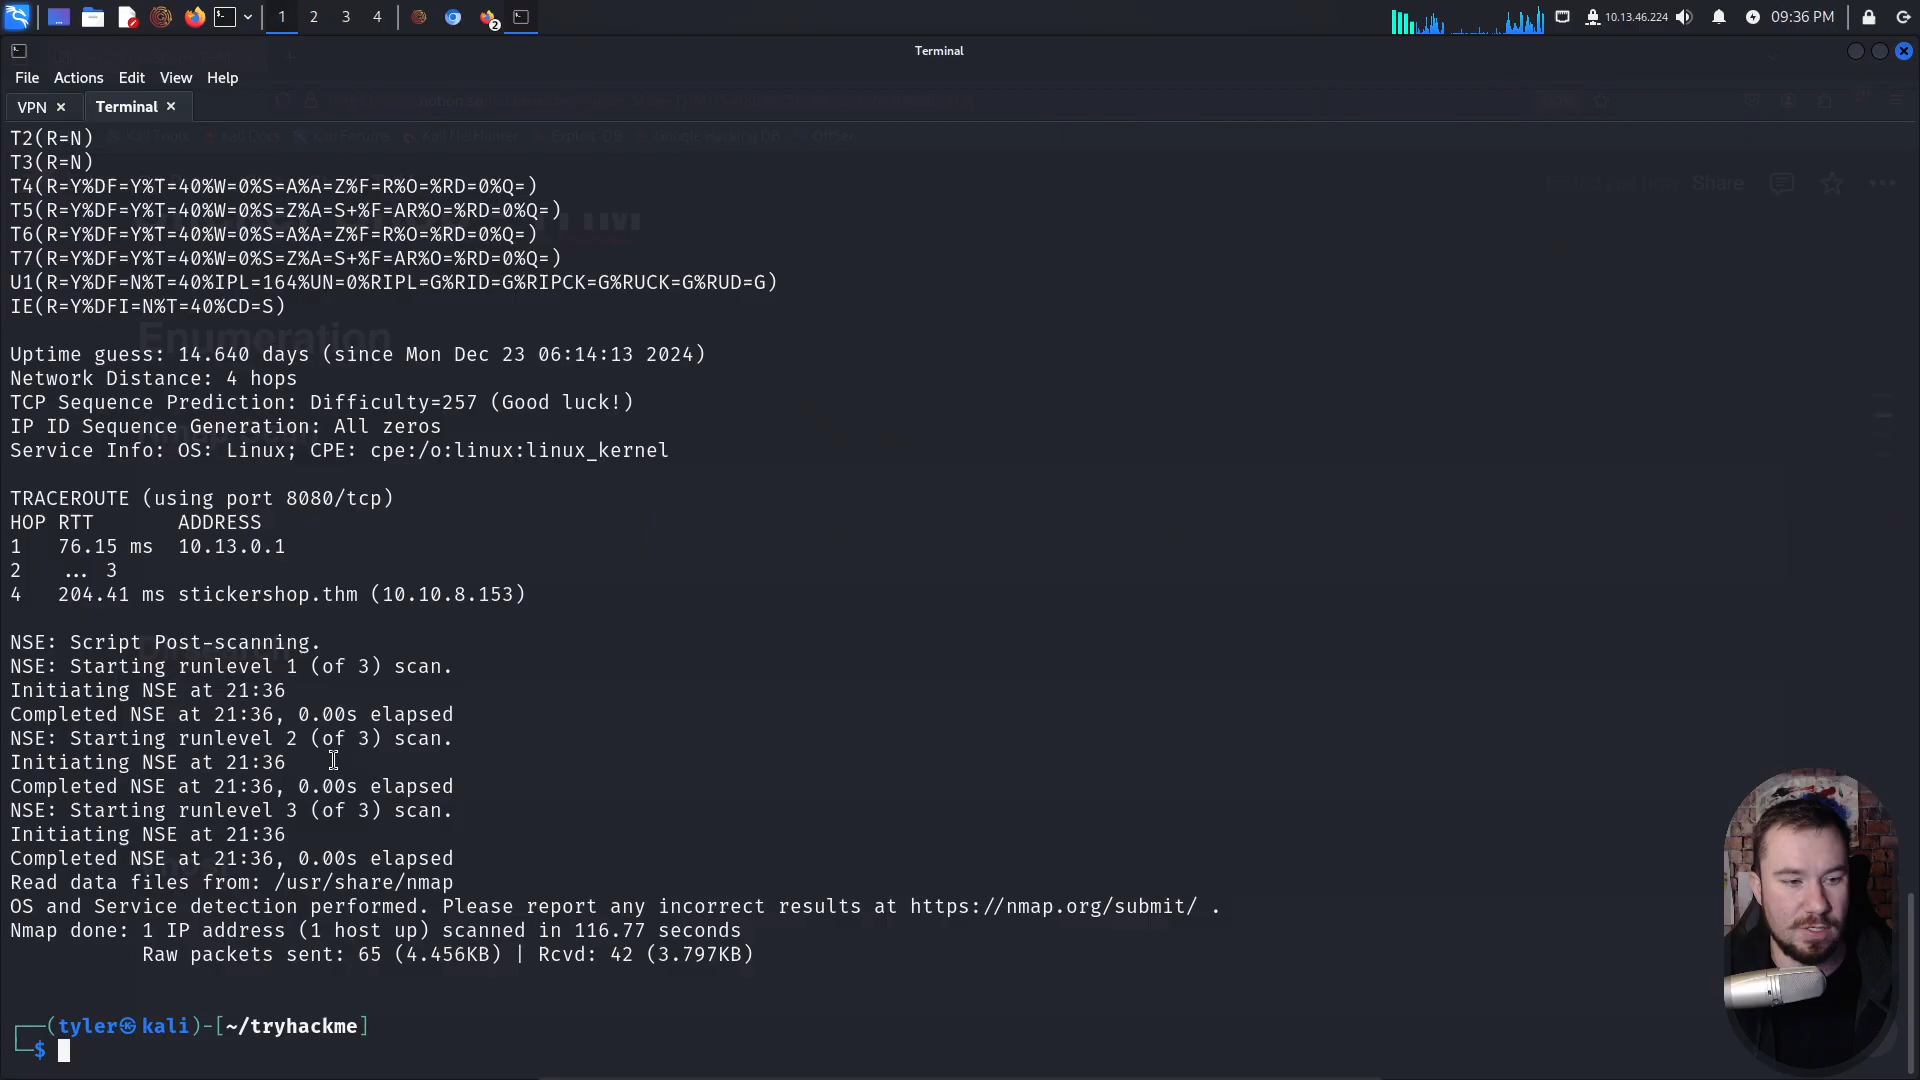 1 2 3 4 2 10.13.46.224 09:36 PM
Terminal
File Actions Edit View Help
VPN × Terminal ×
T2(R=N)
T3(R=N)
T4(R=Y%DF=Y%T=40%W=0%S=A%A=Z%F=R%O=%RD=0%Q=)
T5(R=Y%DF=Y%T=40%W=0%S=Z%A=S+%F=AR%O=%RD=0%Q=)
T6(R=Y%DF=Y%T=40%W=0%S=A%A=Z%F=R%O=%RD=0%Q=)
T7(R=Y%DF=Y%T=40%W=0%S=Z%A=S+%F=AR%O=%RD=0%Q=)
U1(R=Y%DF=N%T=40%IPL=164%UN=0%RIPL=G%RID=G%RIPCK=G%RUCK=G%RUD=G)
IE(R=Y%DFI=N%T=40%CD=S)
Share
Enumeration
Uptime guess: 14.640 days (since Mon Dec 23 06:14:13 2024)
Network Distance: 4 hops
TCP Sequence Prediction: Difficulty=257 (Good luck!)
IP ID Sequence Generation: All zeros
Service Info: OS: Linux; CPE: cpe:/o:linux:linux_kernel
TRACEROUTE (using port 8080/tcp)
HOP RTT ADDRESS
1 76.15 ms 10.13.0.1
2 ... 3
4 204.41 ms stickershop.thm (10.10.8.153)
NSE: Script Post-scanning.
NSE: Starting runlevel 1 (of 3) scan.
Initiating NSE at 21:36
Completed NSE at 21:36, 0.00s elapsed
NSE: Starting runlevel 2 (of 3) scan.
Initiating NSE at 21:36
Completed NSE at 21:36, 0.00s elapsed
NSE: Starting runlevel 3 (of 3) scan.
Initiating NSE at 21:36
Completed NSE at 21:36, 0.00s elapsed
Read data files from: /usr/share/nmap
OS and Service detection performed. Please report any incorrect results at https://nmap.org/submit/ .
Nmap done: 1 IP address (1 host up) scanned in 116.77 seconds
Raw packets sent: 65 (4.456KB) | Rcvd: 42 (3.797KB)
┌──(tyler㉿kali)-[~/tryhackme]
└─$